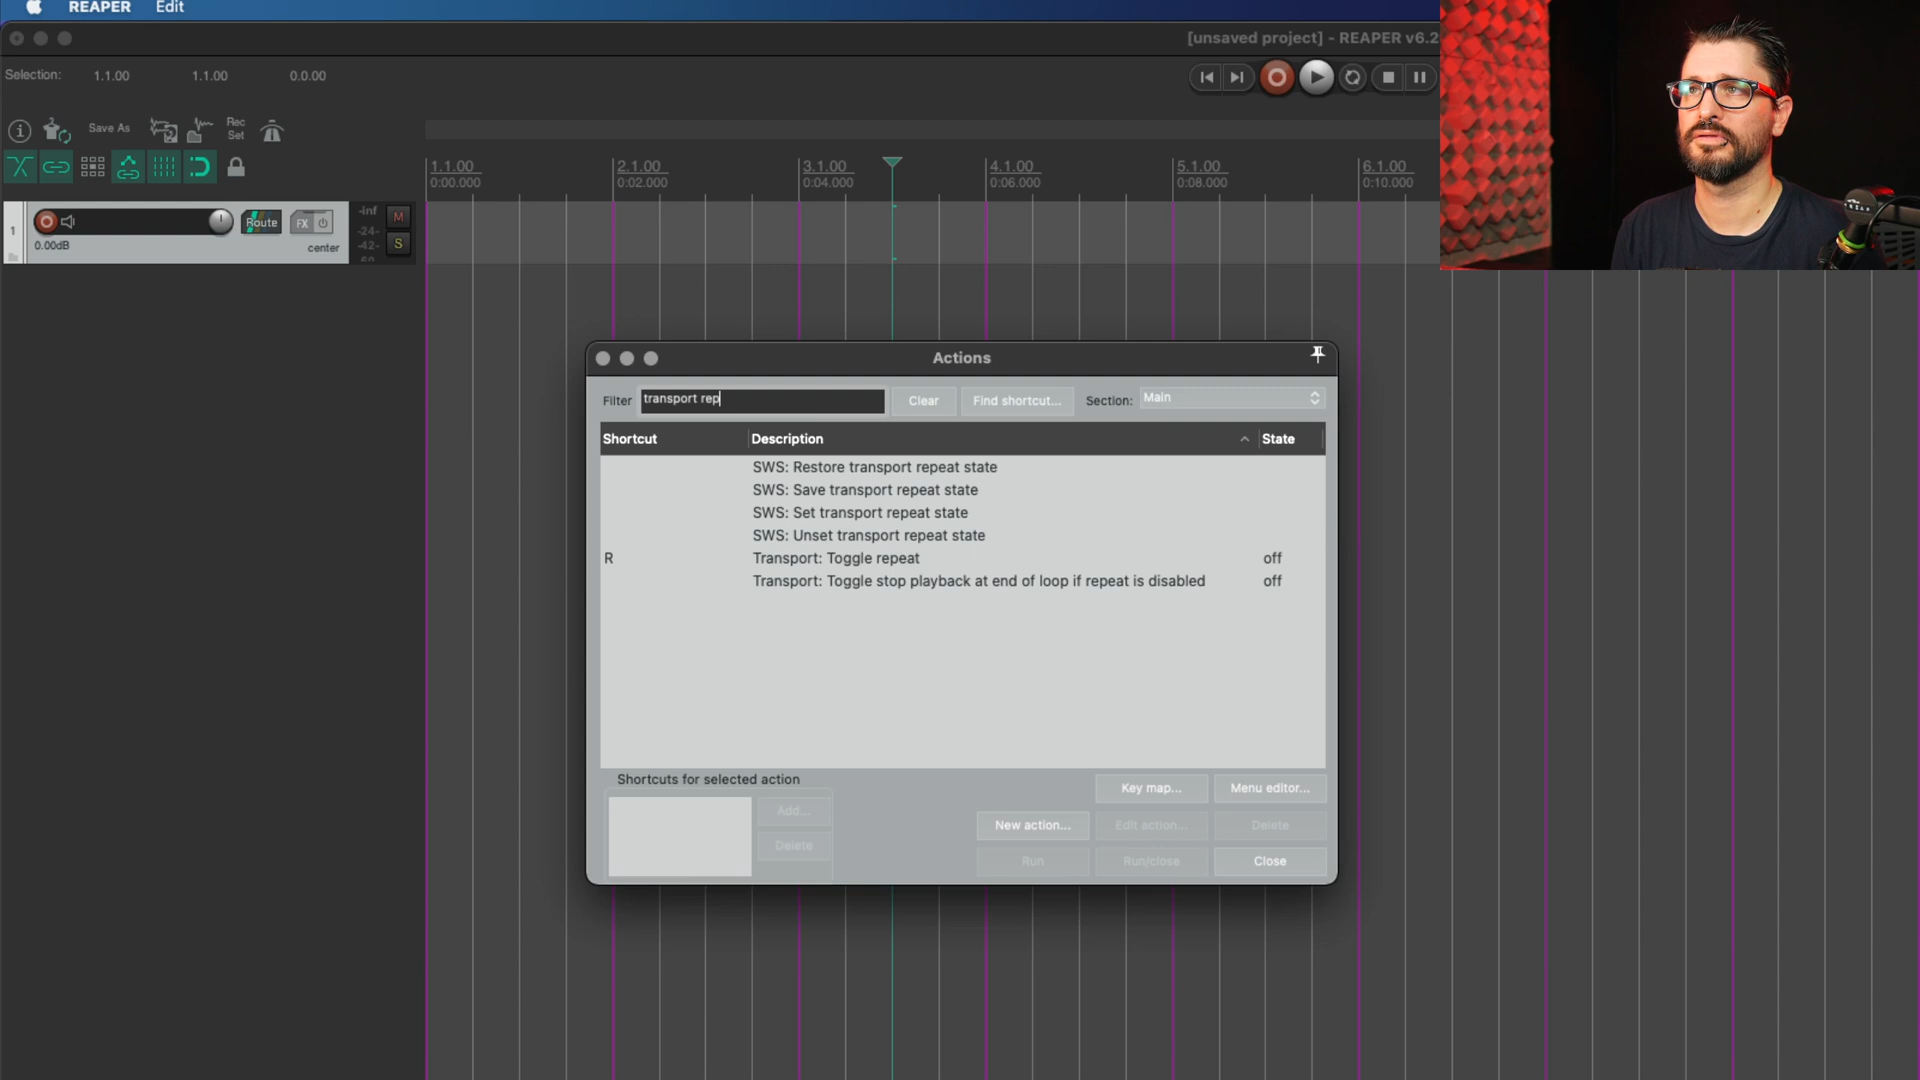 REAPER Edit
[unsaved project] - REAPER v6.2
Selection: 1.1.00 1.1.00 0.0.00
Save As
Rec
Set
1.1.00 2.1.00 3.1.00 4.1.00 5.1.00 6.1.00
0:00.000 0:02.000 0:04.000 0:06.000 0:08.000 0:10.000
1
Route
FX
-inf
-24-
-42-
M
S
0.00dB
center
Actions
Filter transport rep Clear Find shortcut... Section: Main
Shortcut Description State
SWS: Restore transport repeat state
SWS: Save transport repeat state
SWS: Set transport repeat state
SWS: Unset transport repeat state
R Transport: Toggle repeat off
Transport: Toggle stop playback at end of loop if repeat is disabled off
Shortcuts for selected action
Key map... Menu editor...
Add...
New action... Edit action... Delete
Delete
Run Run/close Close